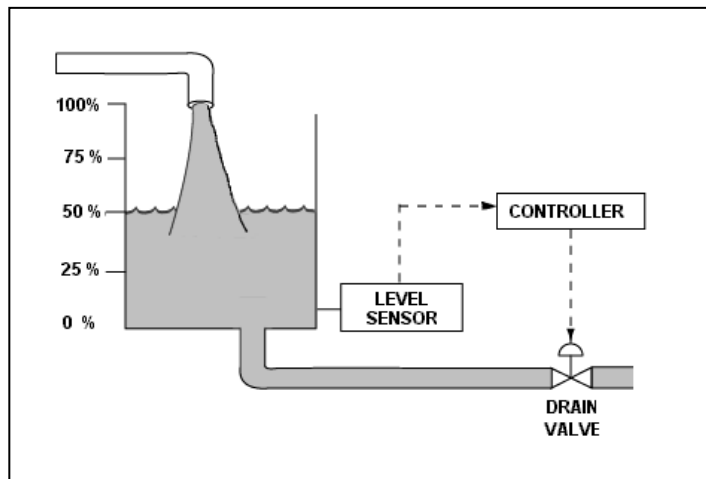 100%
75 %
50 %
25 %
0 %
LEVEL
SENSOR
CONTROLLER
DRAIN
VALVE